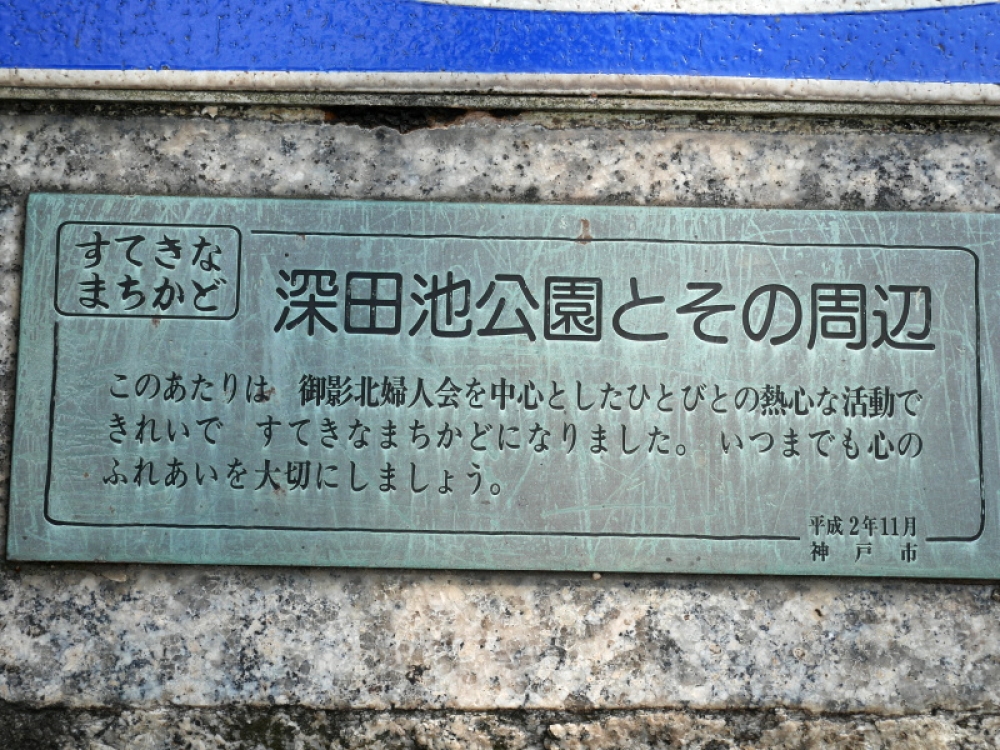 すてきな
まちかど
深田池公園とその周辺
このあたりは　御影北婦人会を中心としたひとびとの熱心な活動で
きれいで　すてきなまちかどになりました。いつまでも心の
ふれあいを大切にしましょう。
平成2年11月
神戸市